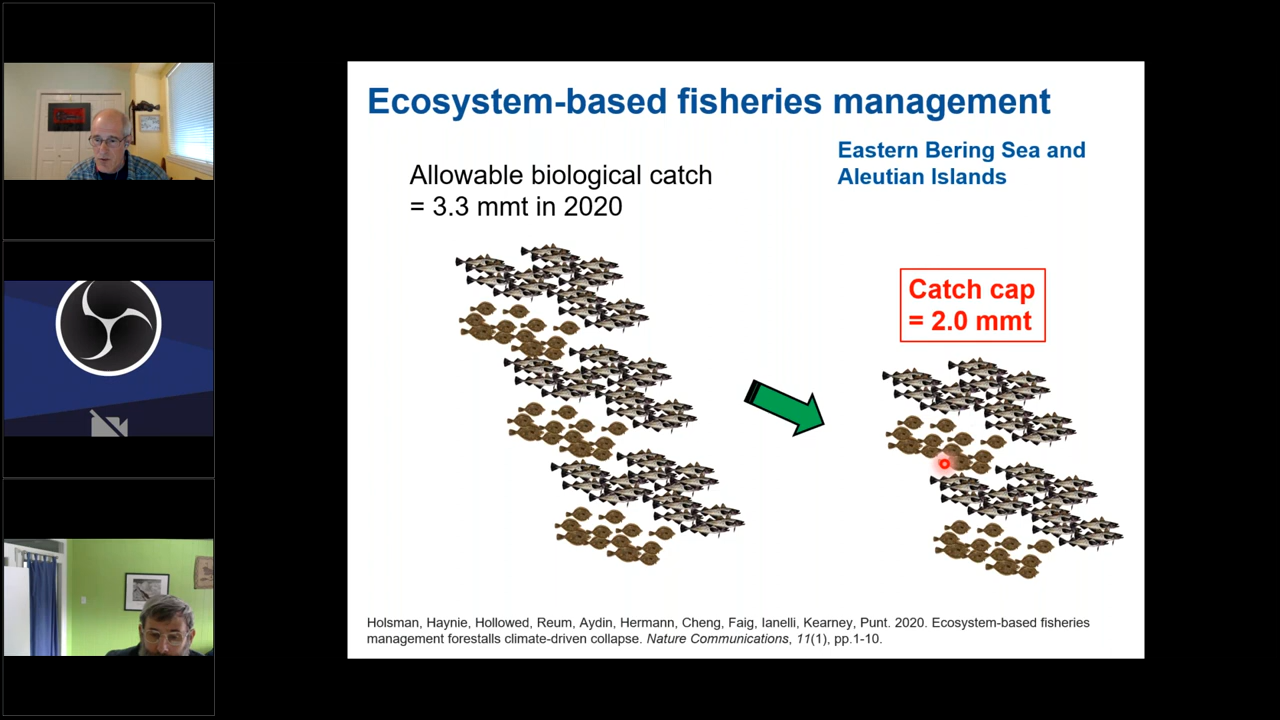 Ecosystem-based fisheries management
Eastern Bering Sea and
Aleutian Islands
Allowable biological catch
= 3.3 mmt in 2020
Catch cap
= 2.0 mmt
Holsman, Haynie, Hollowed, Reum, Aydin, Hermann, Cheng, Faig, Ianelli, Kearney, Punt. 2020. Ecosystem-based fisheries
management forestalls climate-driven collapse. Nature Communications, 11(1), pp.1-10.